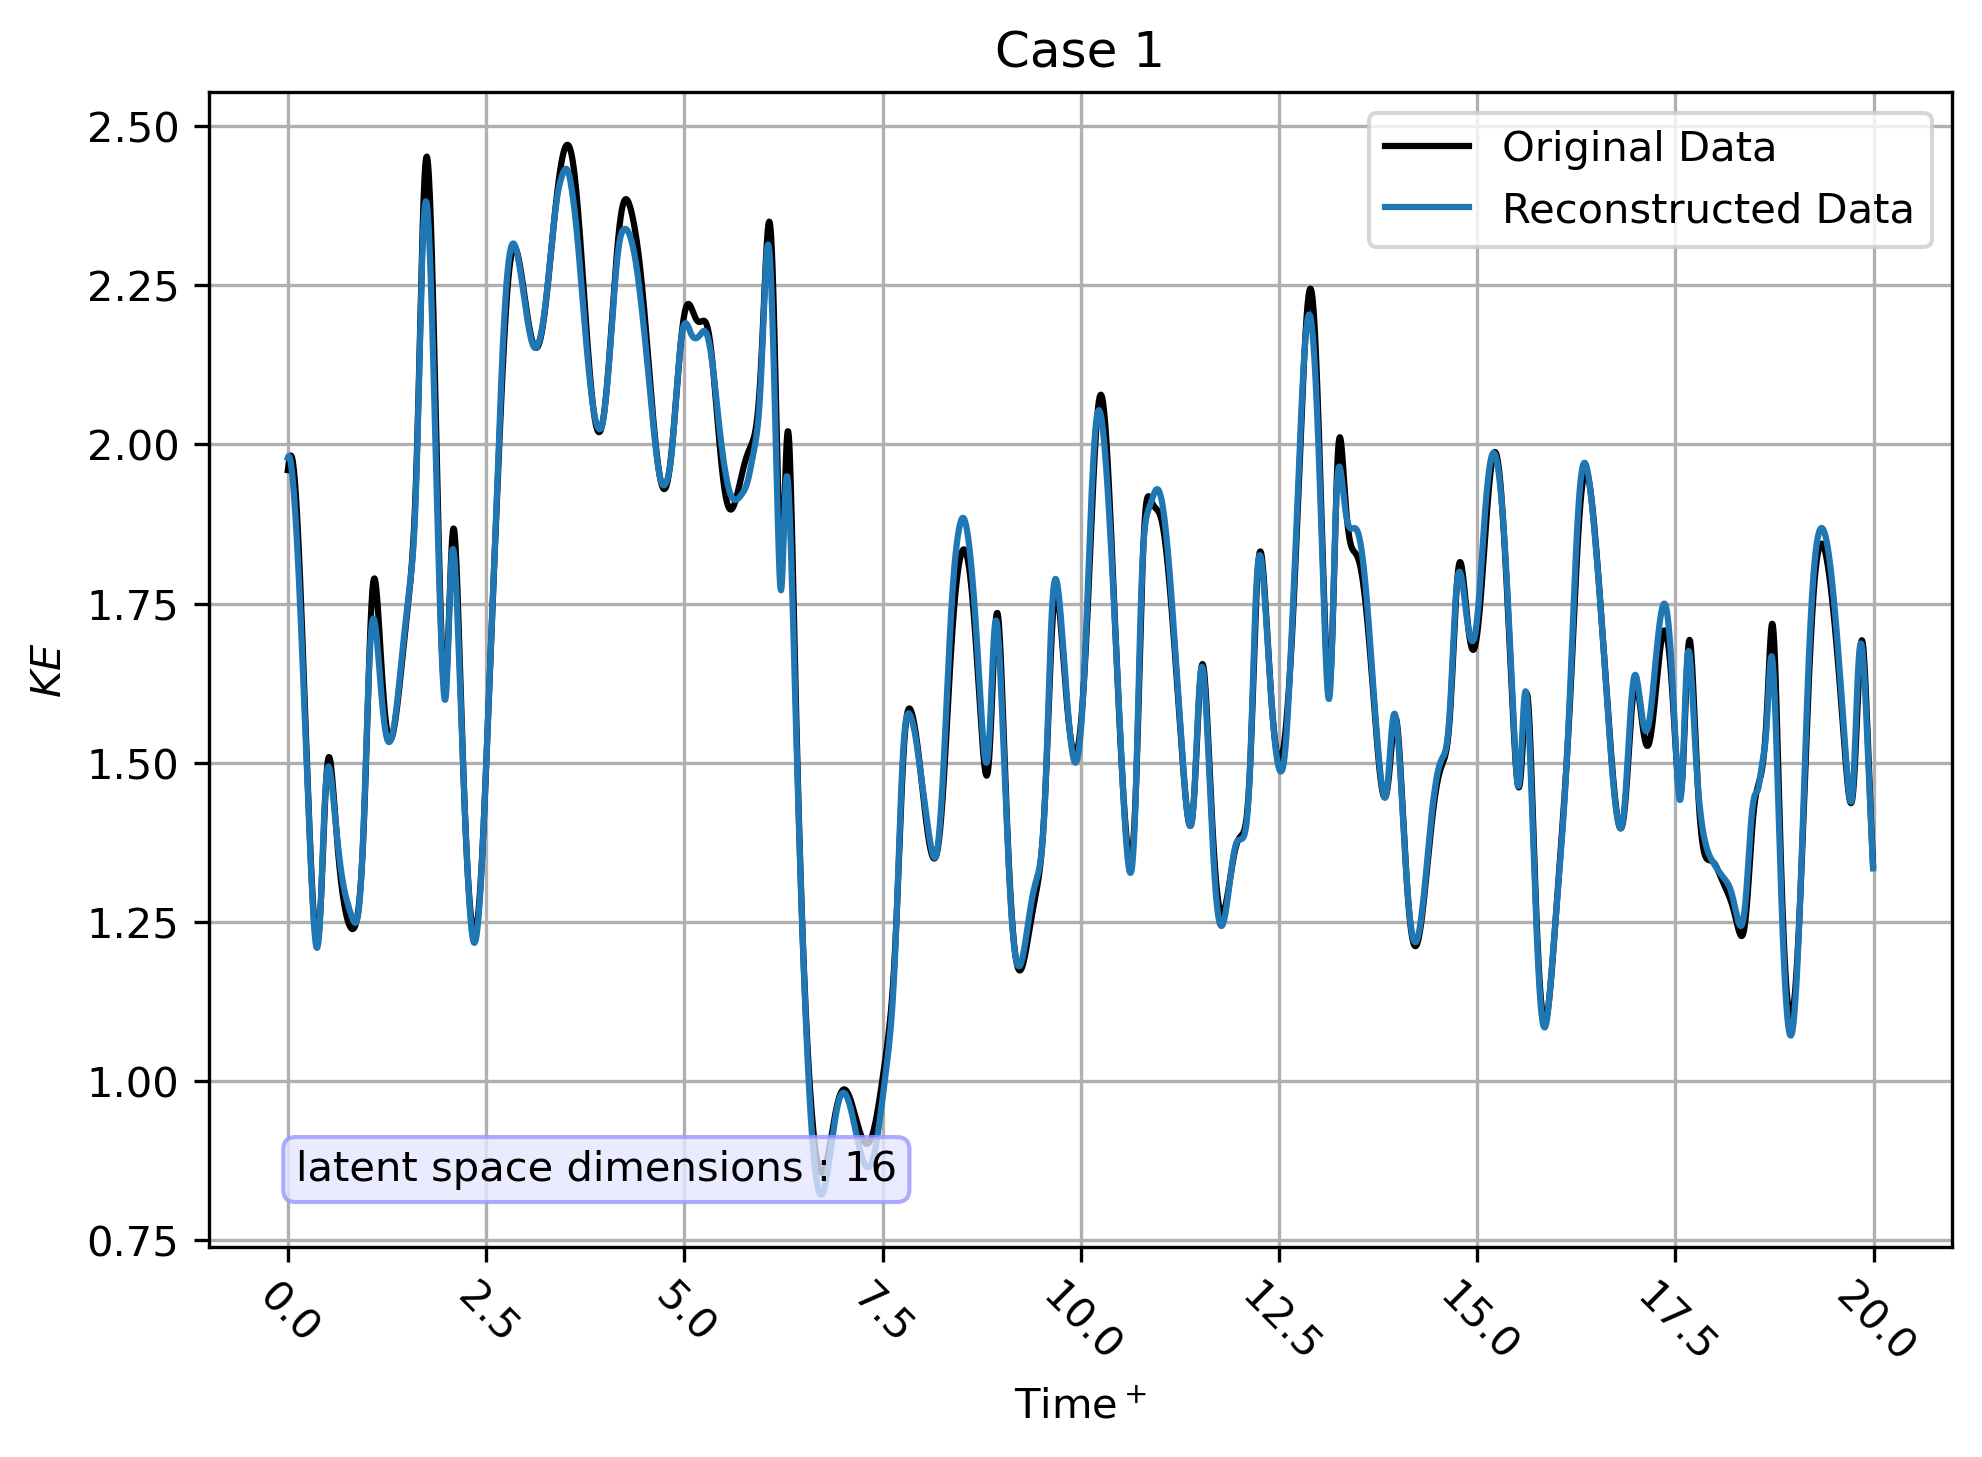 Case 1
2.50
2.25
2.00
1.75
1.50
1.25
1.00
0.75
KE
Original Data
Reconstructed Data
latent space dimensions : 16
0.0 2.5 5.0 7.5 10.0 12.5 15.0 17.5 20.0
Time⁺